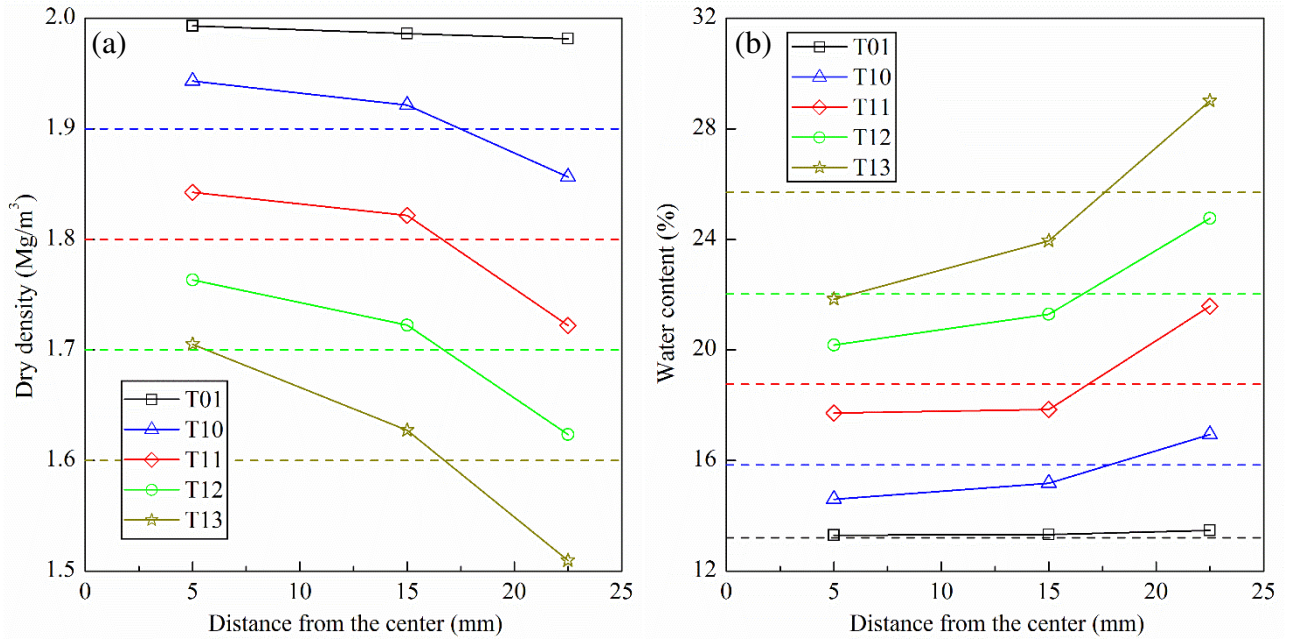 (a)
Dry density (Mg/m³)
2.0
1.9
1.8
1.7
1.6
1.5
T01
T10
T11
T12
T13
0 5 10 15 20 25
Distance from the center (mm)
(b)
Water content (%)
32
28
24
20
16
12
T01
T10
T11
T12
T13
0 5 10 15 20 25
Distance from the center (mm)